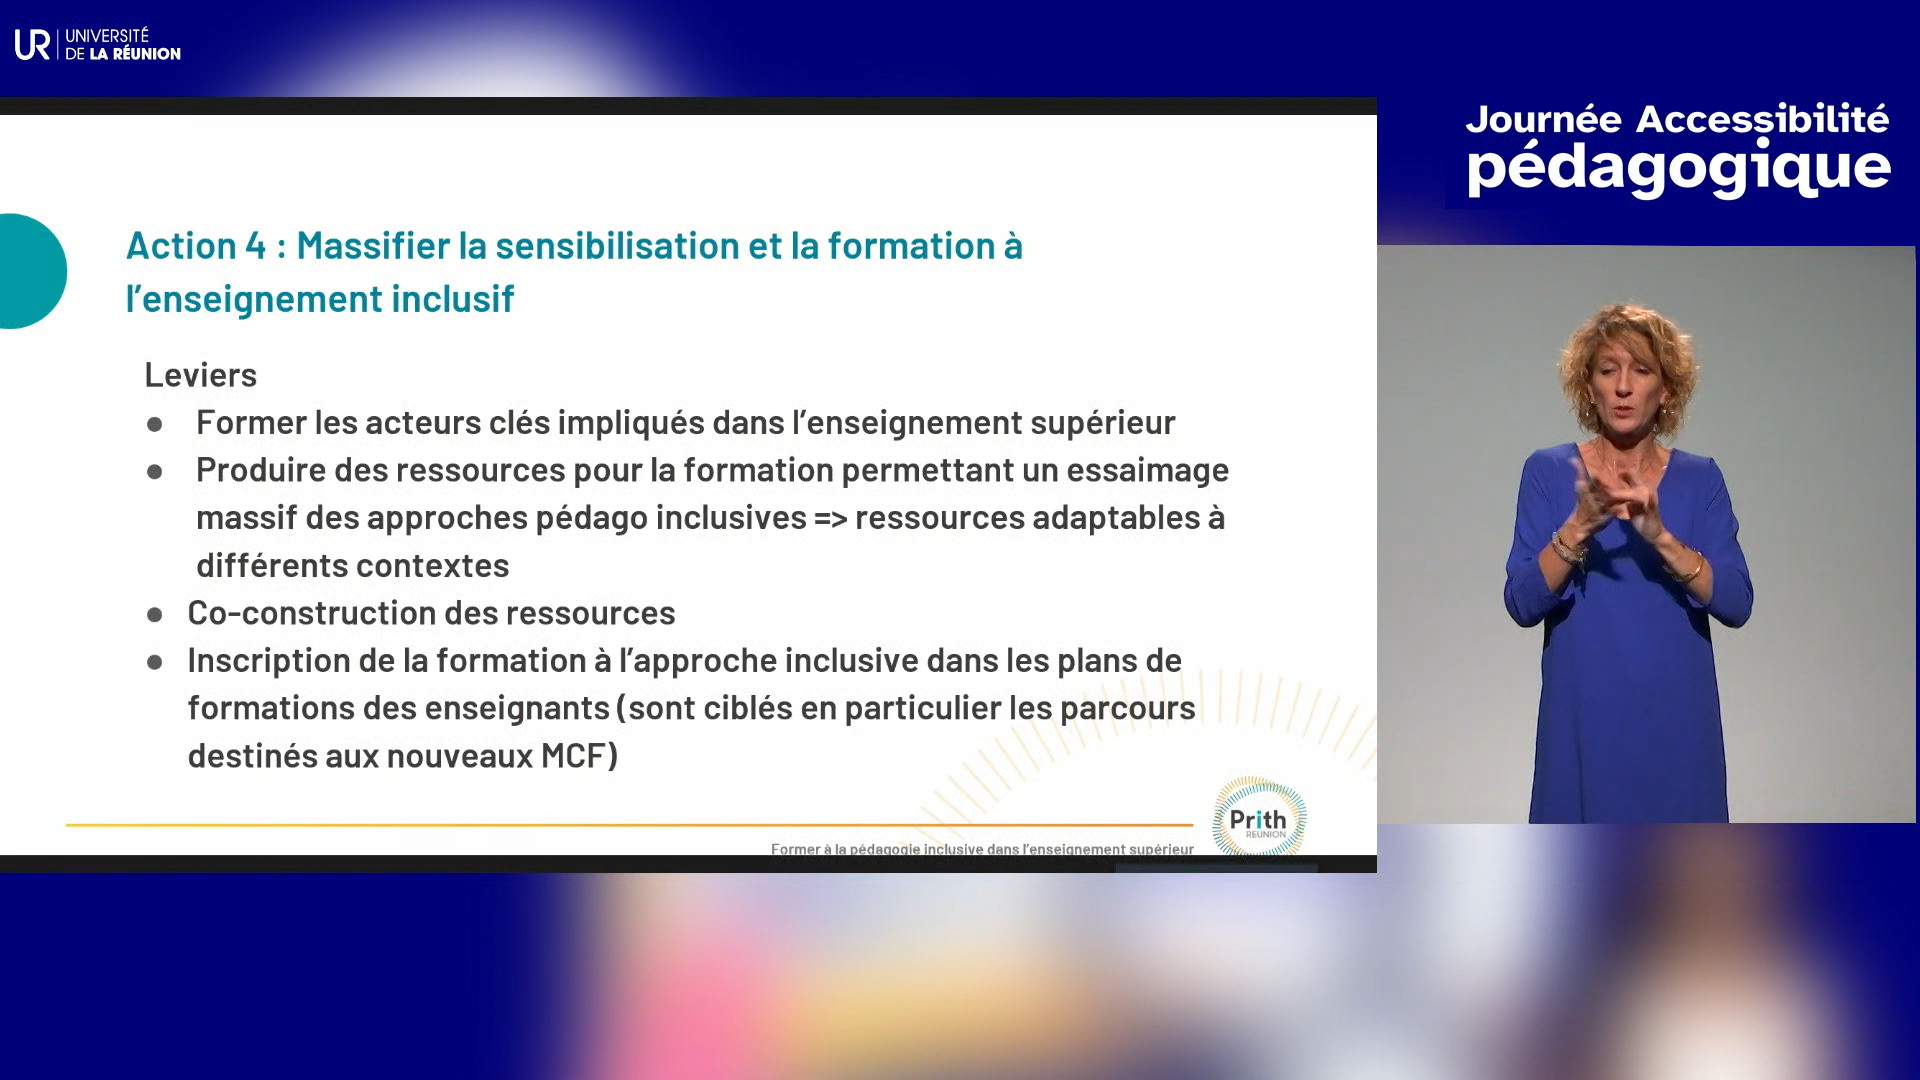 UR UNIVERSITÉ
DE LA RÉUNION
Journée Accessibilité
pédagogique
Action 4 : Massifier la sensibilisation et la formation à
l’enseignement inclusif
Leviers
● Former les acteurs clés impliqués dans l’enseignement supérieur
● Produire des ressources pour la formation permettant un essaimage
massif des approches pédago inclusives => ressources adaptables à
différents contextes
● Co-construction des ressources
● Inscription de la formation à l’approche inclusive dans les plans de
formations des enseignants (sont ciblés en particulier les parcours
destinés aux nouveaux MCF)
Prith
REUNION
Former à la pédagogie inclusive dans l’enseignement supérieur